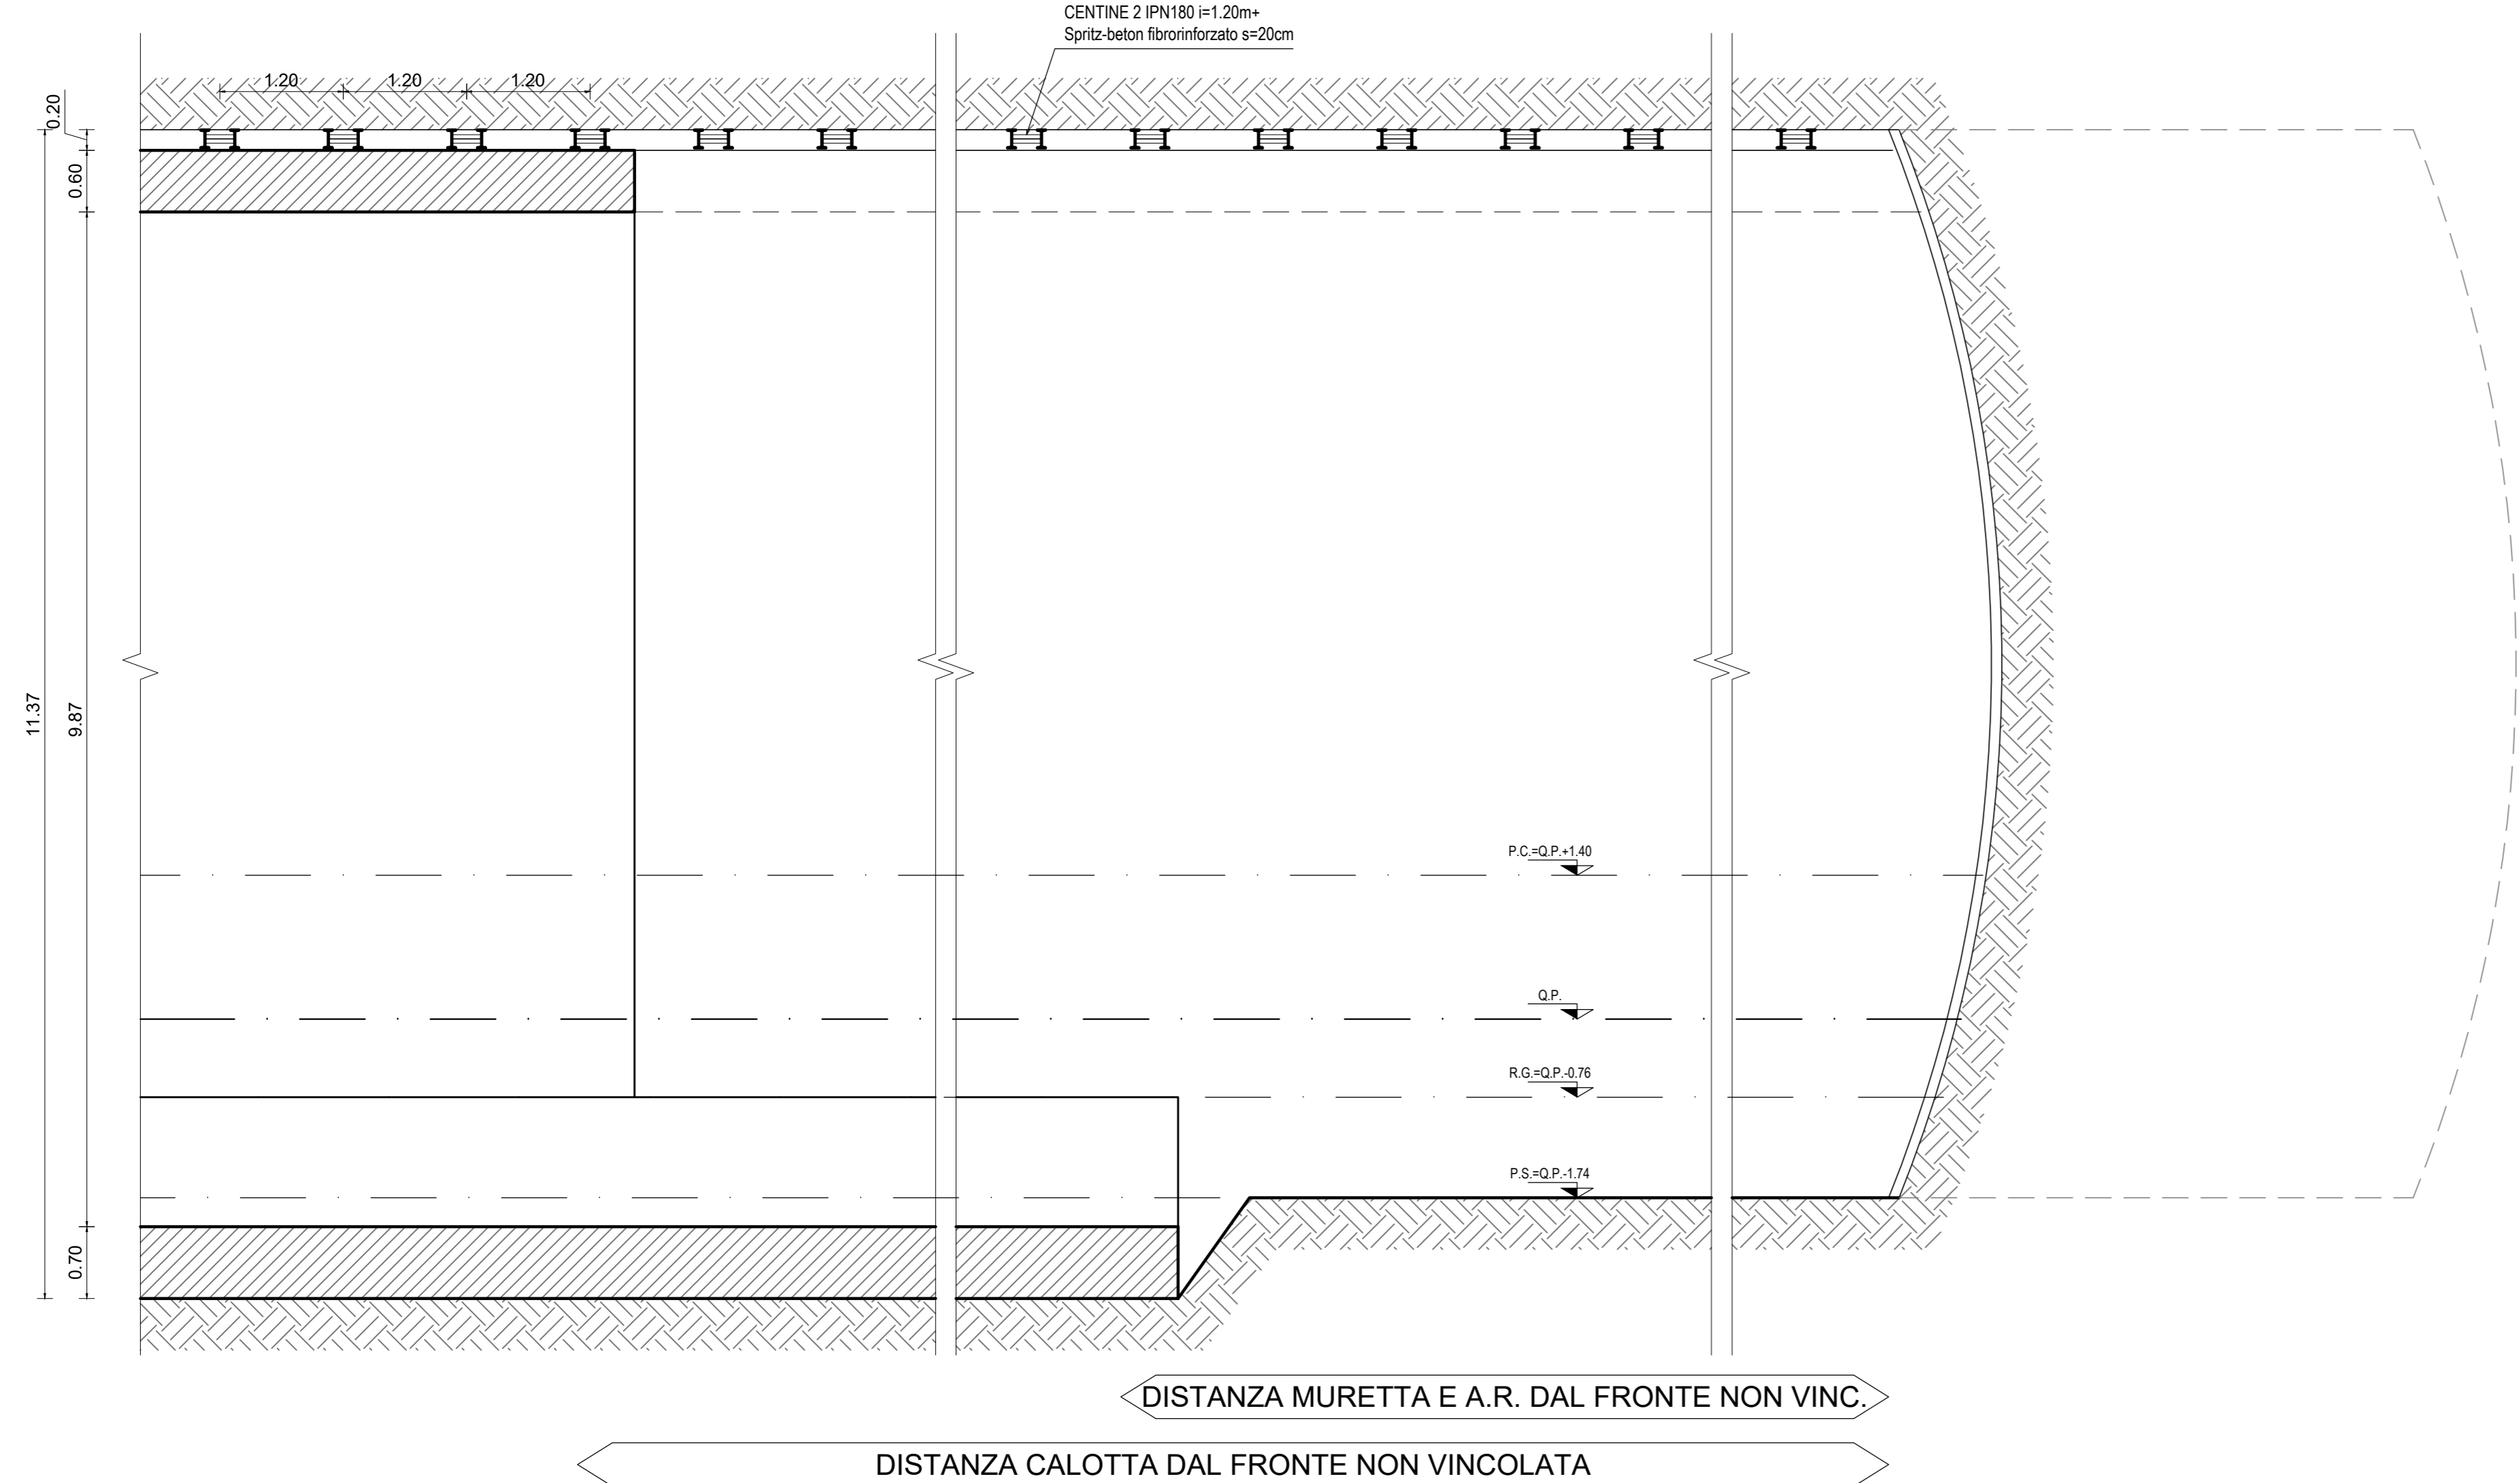 CENTINE 2 IPN180 i=1.20m+
Spritz-beton fibrorinforzato s=20cm
1.20 1.20 1.20
0.20
0.60
11.37
9.87
0.70
P.C.=Q.P.+1.40
Q.P.
R.G.=Q.P.-0.76
P.S.=Q.P.-1.74
DISTANZA MURETTA E A.R. DAL FRONTE NON VINC.
DISTANZA CALOTTA DAL FRONTE NON VINCOLATA